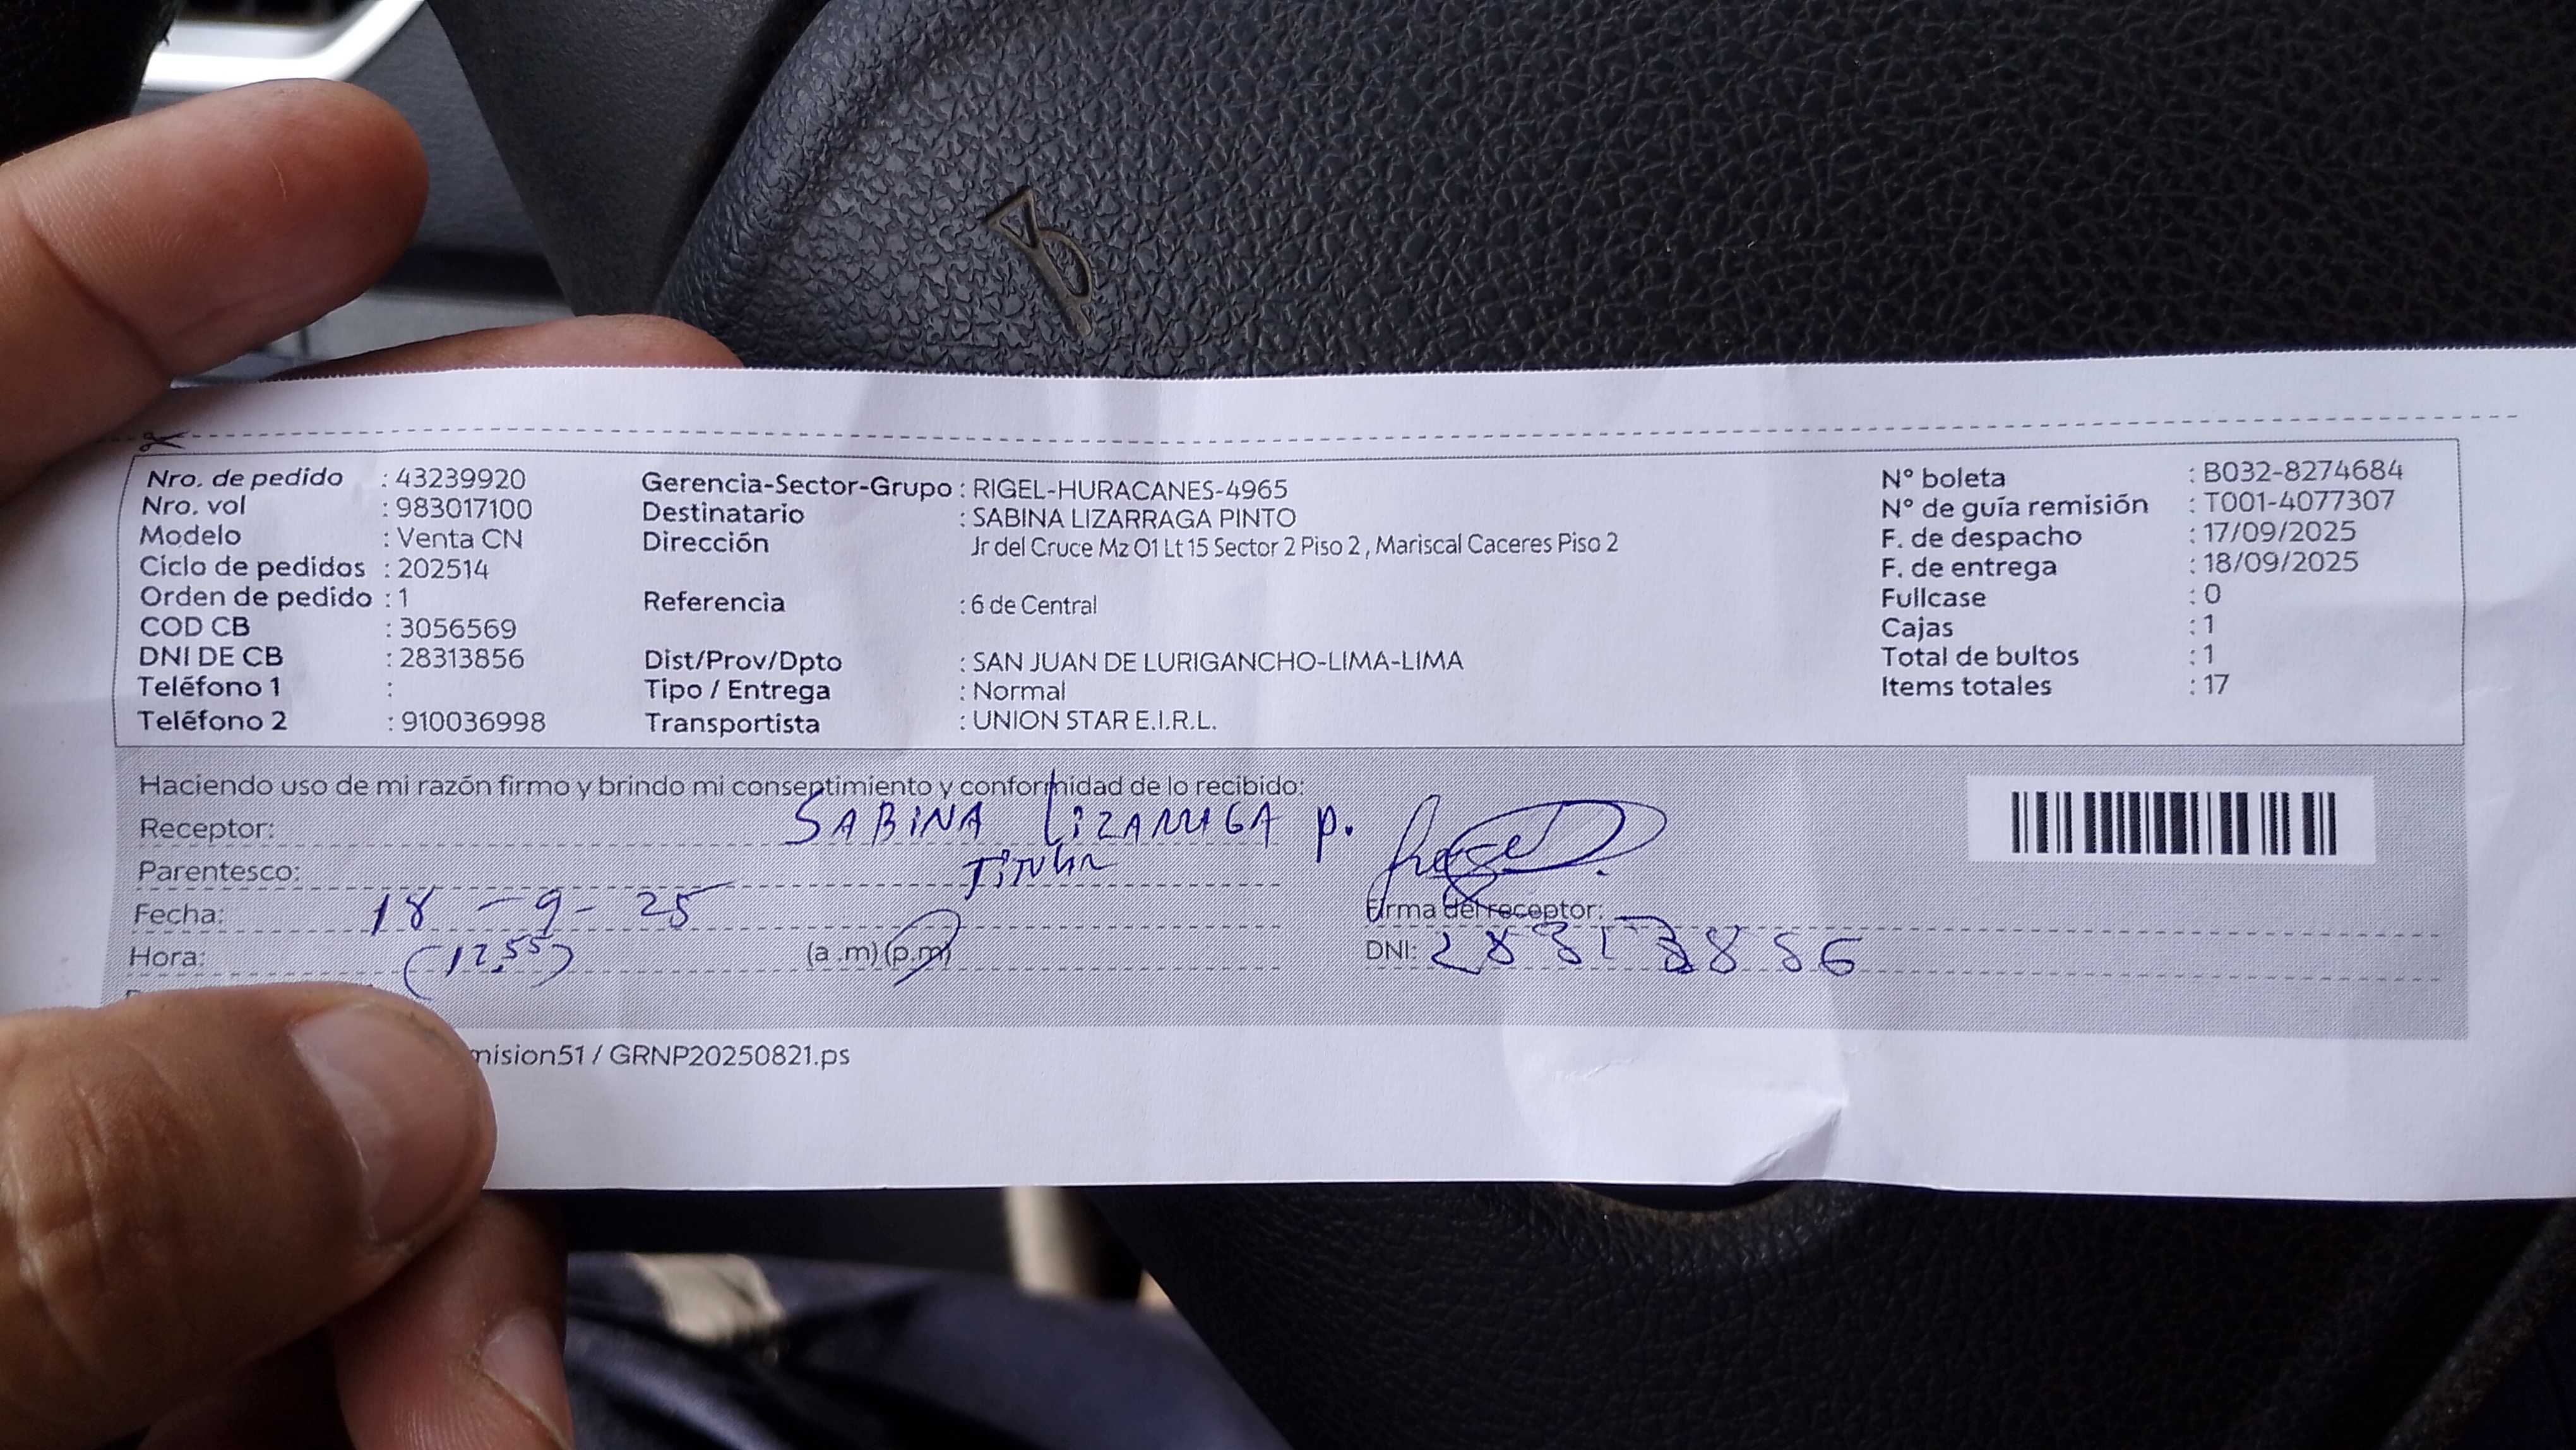 Nro. de pedido : 43239920
Nro. vol : 983017100
Modelo : Venta CN
Ciclo de pedidos : 202514
Orden de pedido : 1
COD CB : 3056569
DNI DE CB : 28313856
Teléfono 1 :
Teléfono 2 : 910036998
Gerencia-Sector-Grupo : RIGEL-HURACANES-4965
Destinatario : SABINA LIZARRAGA PINTO
Dirección Jr del Cruce Mz O1 Lt 15 Sector 2 Piso 2 , Mariscal Caceres Piso 2
Referencia : 6 de Central
Dist/Prov/Dpto : SAN JUAN DE LURIGANCHO-LIMA-LIMA
Tipo / Entrega : Normal
Transportista : UNION STAR E.I.R.L.
N° boleta : B032-8274684
N° de guía remisión : T001-4077307
F. de despacho : 17/09/2025
F. de entrega : 18/09/2025
Fullcase : 0
Cajas : 1
Total de bultos : 1
Items totales : 17
Haciendo uso de mi razón firmo y brindo mi consentimiento y conformidad de lo recibido:
Receptor: SABINA LIZARRAGA P.
Parentesco: Titular
Fecha: 18-9-25
Hora: (12.55) (a .m) (p.m)
Firma del receptor:
DNI: 28313856
mision51 / GRNP20250821.ps